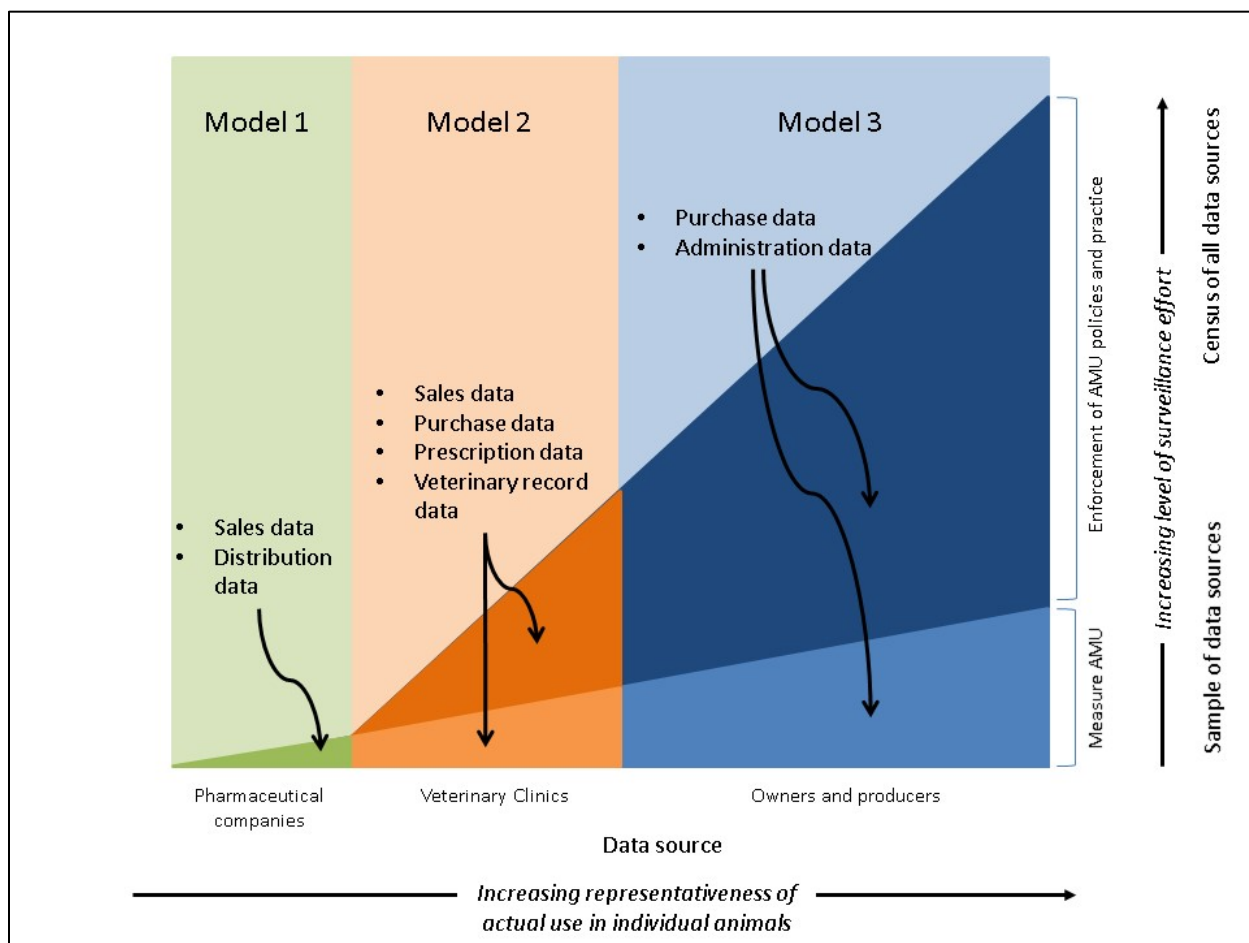 Model 1
Model 2
Model 3
• Purchase data
• Administration data
• Sales data
• Purchase data
• Prescription data
• Veterinary record
data
• Sales data
• Distribution
data
Enforcement of AMU policies and practice
Measure AMU
Increasing level of surveillance effort
Census of all data sources
Sample of data sources
Pharmaceutical
companies
Veterinary Clinics
Owners and producers
Data source
Increasing representativeness of
actual use in individual animals